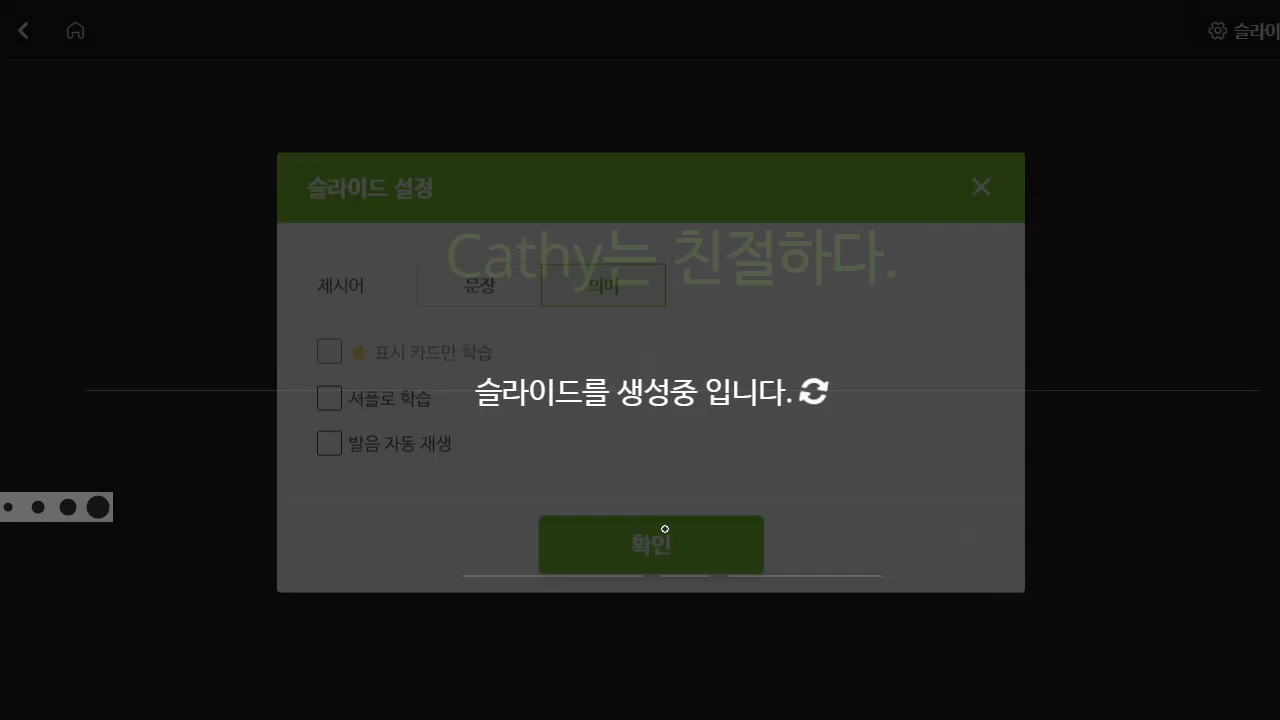 슬라이
슬라이드 설정
Cathy는 친절하다.
제시어 문장 의미
표시 카드만 학습
셔플로 학습
슬라이드를 생성중 입니다.
발음 자동 재생
확인